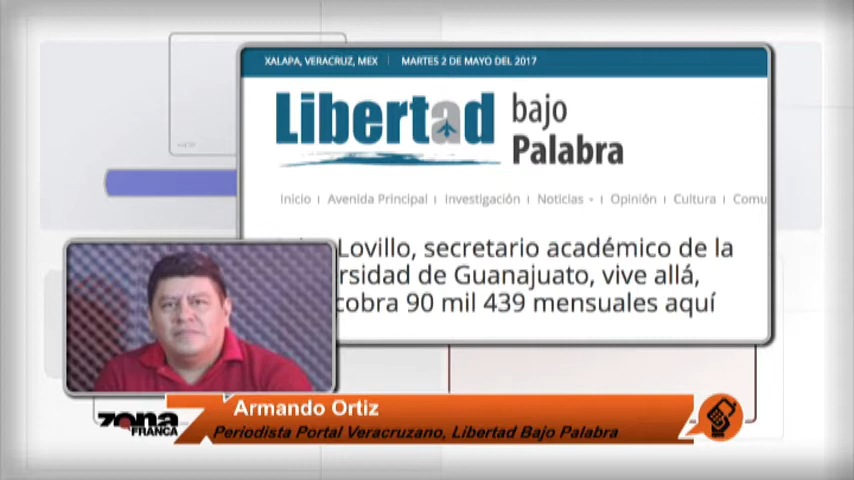 XALAPA, VERACRUZ, MEX | MARTES 2 DE MAYO DEL 2017
Libertad bajo Palabra
Inicio | Avenida Principal | Investigación | Noticias | Opinión | Cultura | Comu
Lovillo, secretario académico de la
rsidad de Guanajuato, vive allá,
cobra 90 mil 439 mensuales aquí
Armando Ortiz
ZONA FRANCA
Periodista Portal Veracruzano, Libertad Bajo Palabra